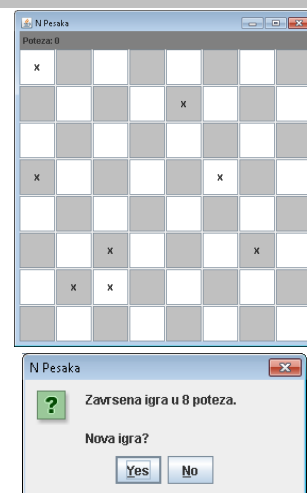 N Pesaka
Poteza: 0
x
x
x x
x x
x x
N Pesaka
Zavrsena igra u 8 poteza.
Nova igra?
Yes No